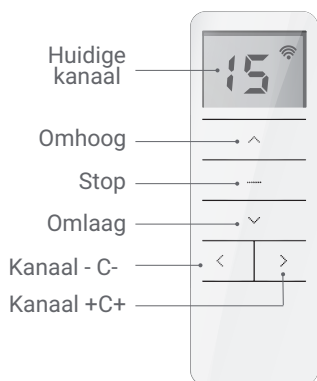 Huidige
kanaal
15
Omhoog
Stop
Omlaag
Kanaal - C-
Kanaal +C+